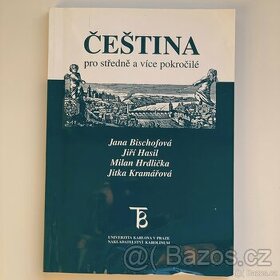 ČEŠTINA
pro středně a více pokročilé
Jana Bischofová
Jiří Hasil
Milan Hrdlička
Jitka Kramářová
UNIVERZITA KARLOVA V PRAZE
NAKLADATELSTVÍ KAROLINUM
Bazoš.cz